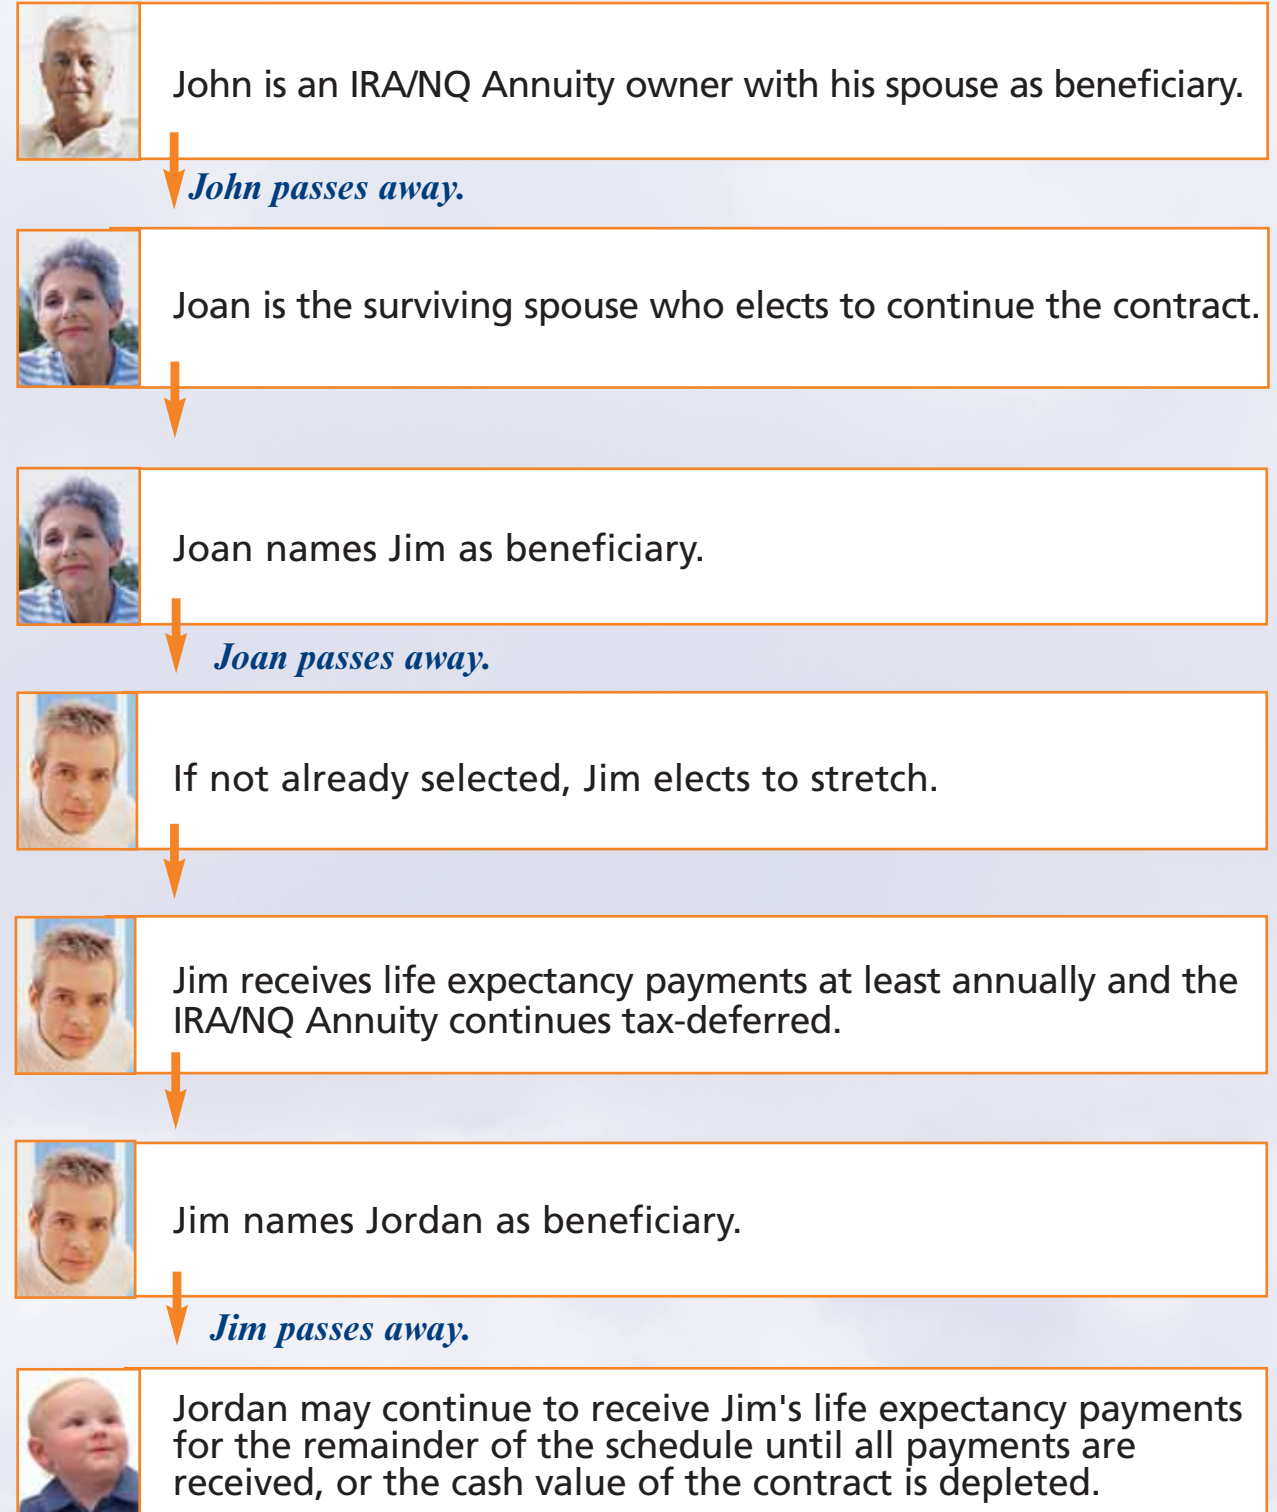 John is an IRA/NQ Annuity owner with his spouse as beneficiary.
John passes away.
Joan is the surviving spouse who elects to continue the contract.
Joan names Jim as beneficiary.
Joan passes away.
If not already selected, Jim elects to stretch.
Jim receives life expectancy payments at least annually and the
IRA/NQ Annuity continues tax-deferred.
Jim names Jordan as beneficiary.
Jim passes away.
Jordan may continue to receive Jim's life expectancy payments
for the remainder of the schedule until all payments are
received, or the cash value of the contract is depleted.